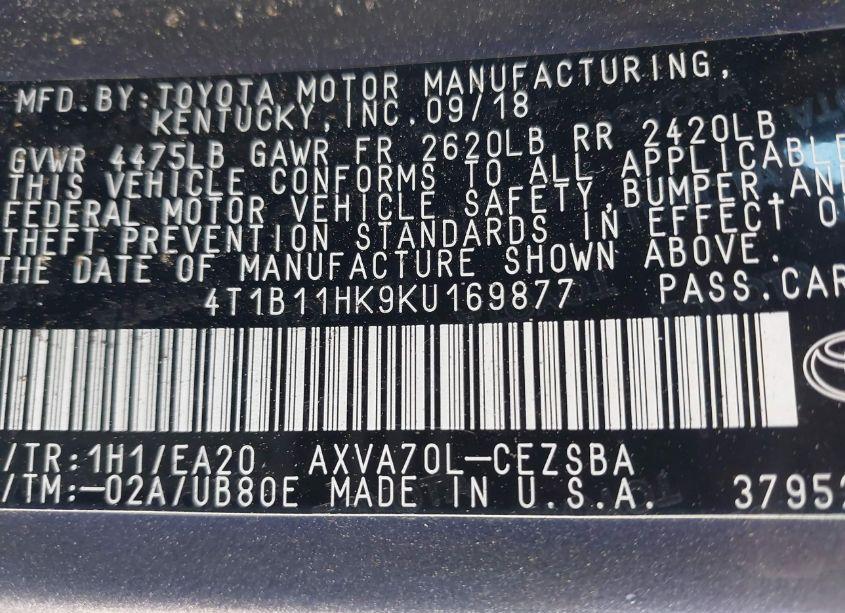 MFD.BY:TOYOTA MOTOR MANUFACTURING,
KENTUCKY,INC.09/18
GVWR 4475LB GAWR FR 2620LB RR 2420LB
THIS VEHICLE CONFORMS TO ALL APPLICABLE
FEDERAL MOTOR VEHICLE SAFETY,BUMPER,AND
THEFT PREVENTION STANDARDS IN EFFECT O
THE DATE OF MANUFACTURE SHOWN ABOVE.
4T1B11HK9KU169877 PASS.CAR
/TR:1H1/EA20 AXVA70L-CEZSBA
/TM:-02A/UB80E MADE IN U.S.A. 3795